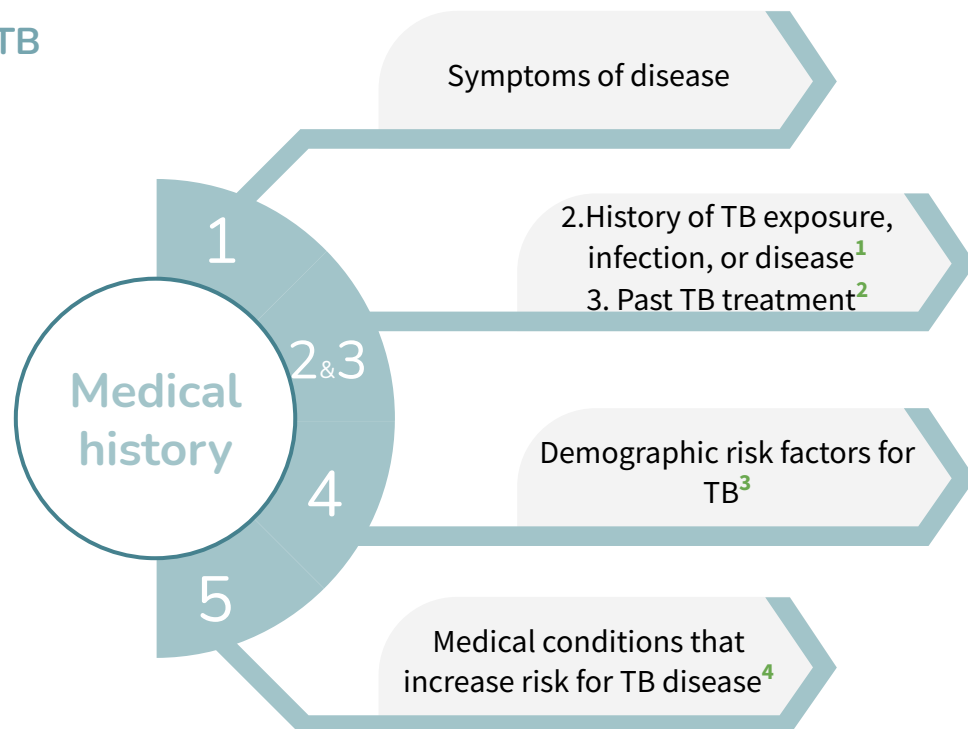 TB
Symptoms of disease
1
2.History of TB exposure,
infection, or disease1
3. Past TB treatment2
2&3
Medical
history
Demographic risk factors for
TB3
4
5
Medical conditions that
increase risk for TB disease4